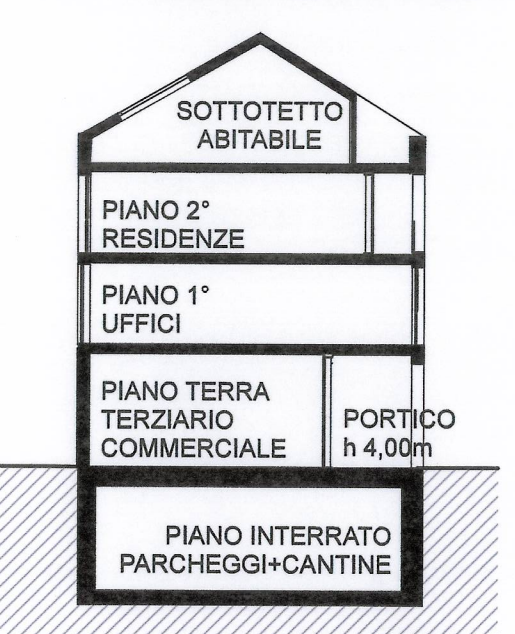 SOTTOTETTO
ABITABILE
PIANO 2°
RESIDENZE
PIANO 1°
UFFICI
PIANO TERRA
TERZIARIO
COMMERCIALE
PORTICO
h 4,00m
PIANO INTERRATO
PARCHEGGI+CANTINE